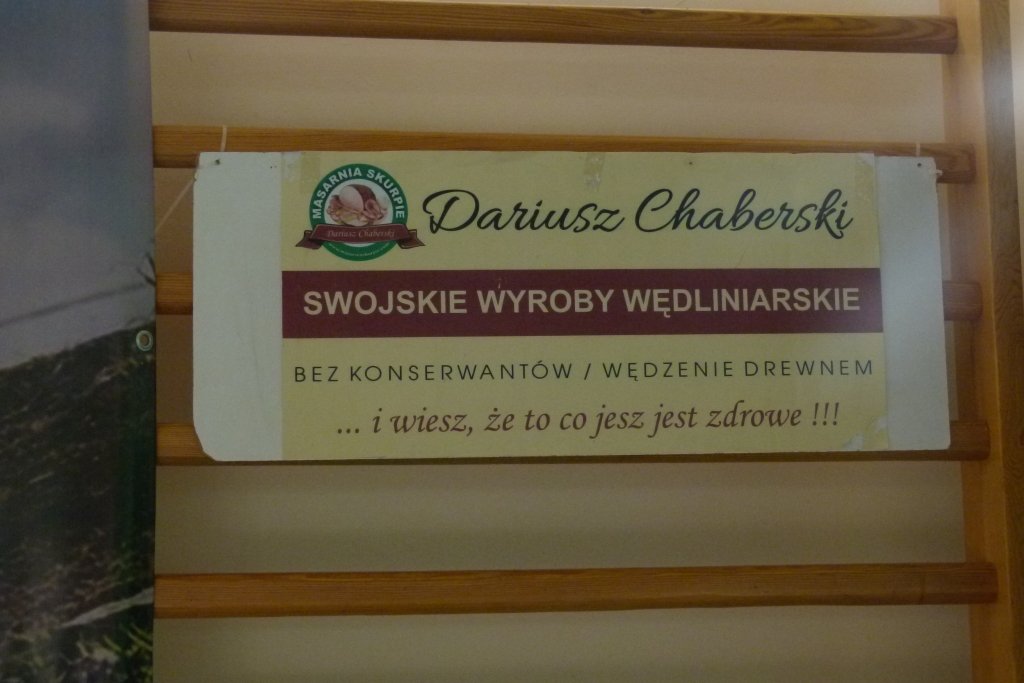 MASARNIA SKURPIE
Dariusz Chaberski
Dariusz Chaberski
SWOJSKIE WYROBY WĘDLINIARSKIE
BEZ KONSERWANTÓW / WĘDZENIE DREWNEM
... i wiesz, że to co jesz jest zdrowe !!!